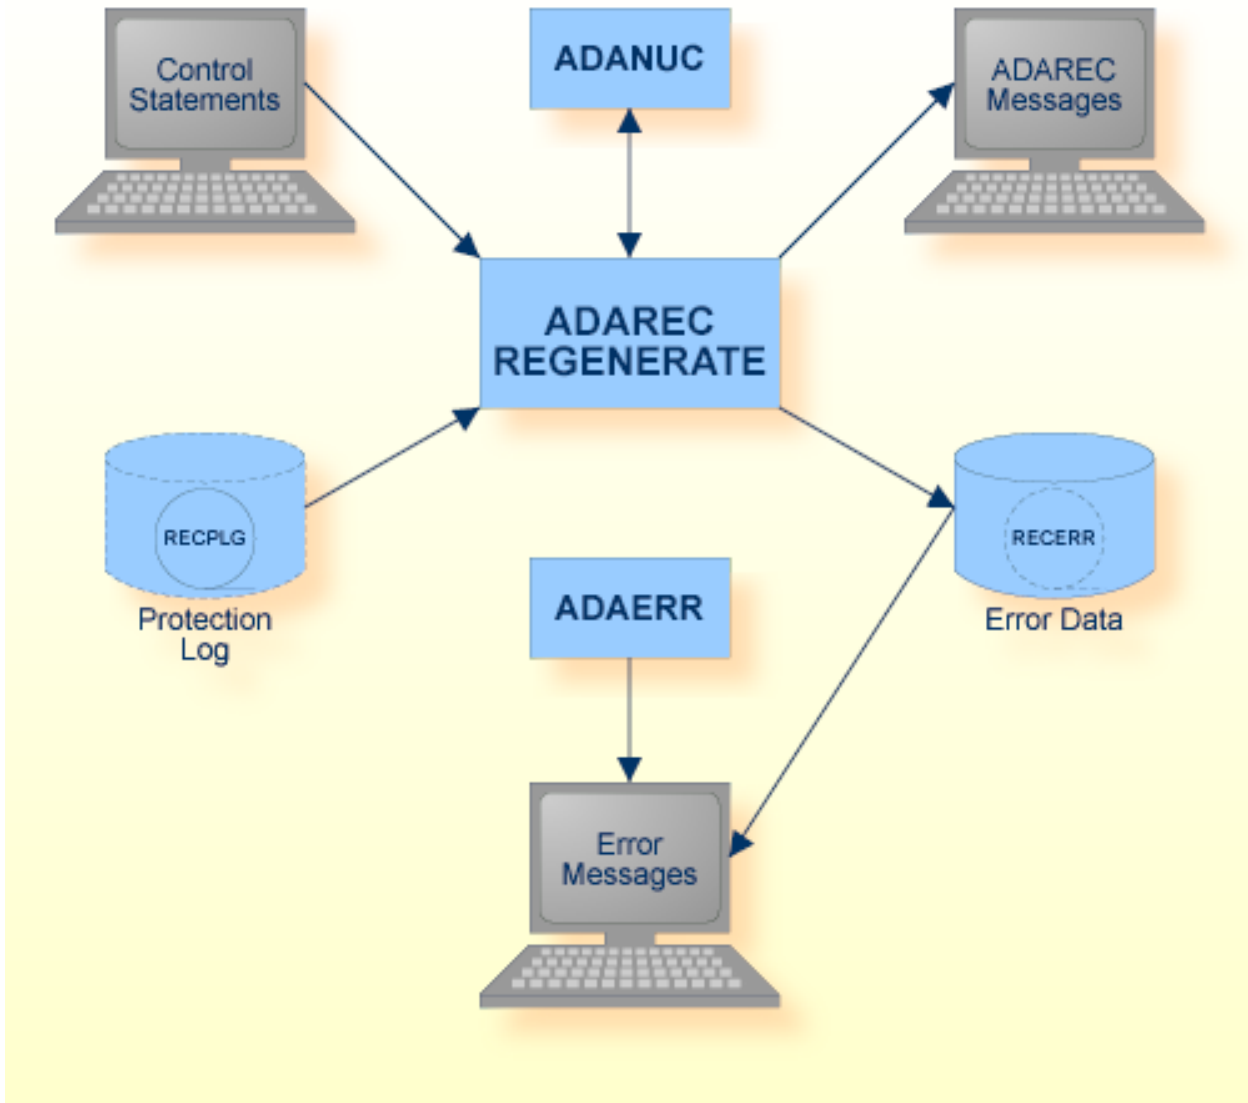 Control
Statements
ADANUC
ADAREC
Messages
ADAREC
REGENERATE
RECPLG
Protection
Log
RECERR
Error Data
ADAERR
Error
Messages